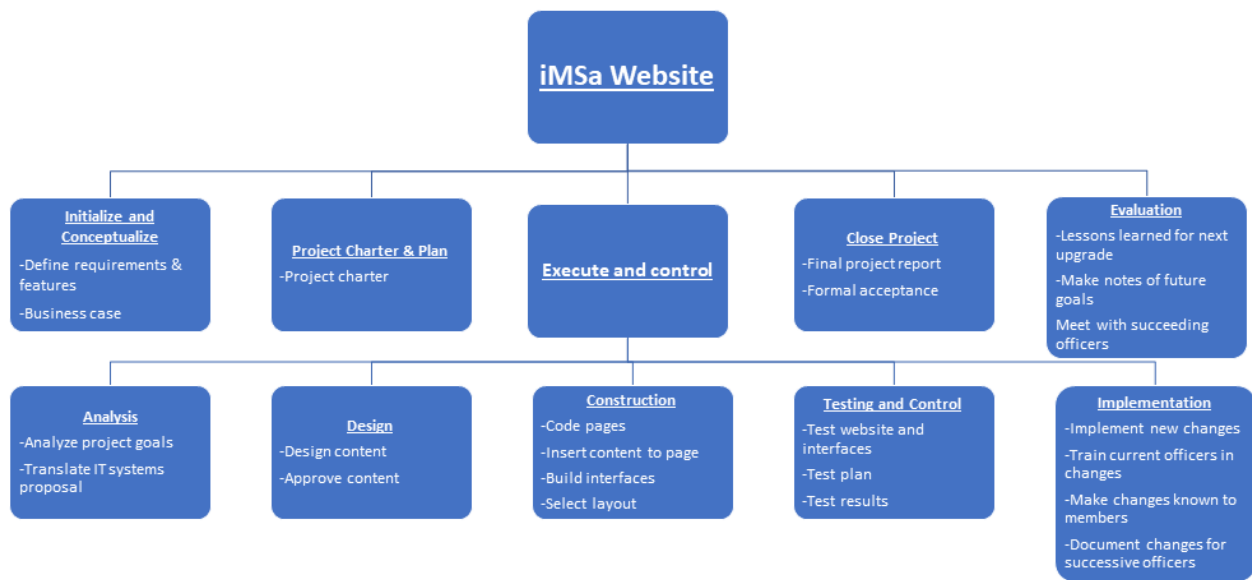 iMSa Website
Initialize and
Conceptualize
-Define requirements &
features
-Business case
Project Charter & Plan
-Project charter
Execute and control
Close Project
-Final project report
-Formal acceptance
Evaluation
-Lessons learned for next
upgrade
-Make notes of future
goals
Meet with succeeding
officers
Analysis
-Analyze project goals
-Translate IT systems
proposal
Design
-Design content
-Approve content
Construction
-Code pages
-Insert content to page
-Build interfaces
-Select layout
Testing and Control
-Test website and
interfaces
-Test plan
-Test results
Implementation
-Implement new changes
-Train current officers in
changes
-Make changes known to
members
-Document changes for
successive officers